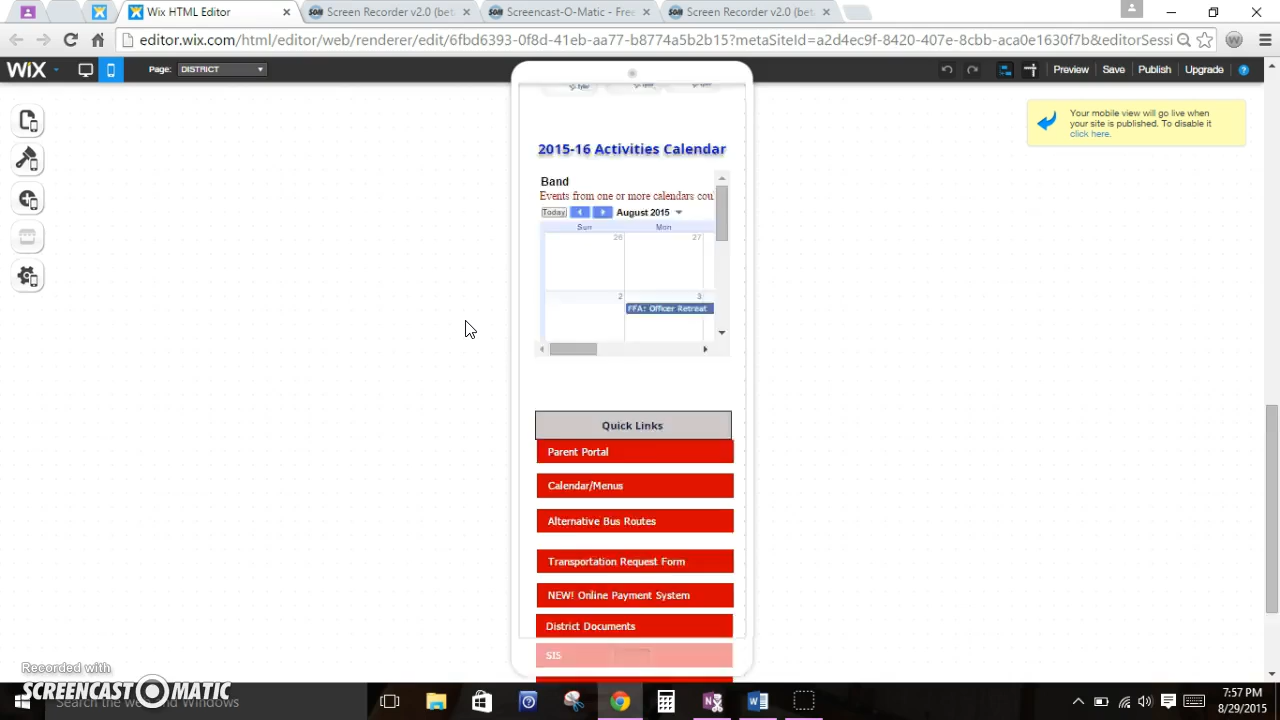 Wix HTML Editor
Screen Recorder v2.0 (bet
Screencast-O-Matic - Free
Screen Recorder v2.0 (bet
editor.wix.com/html/editor/web/renderer/edit/6fbd6393-0f8d-41eb-aa77-b8774a5b2b15?metaSiteId=a2d4ec9f-8420-407e-8cbb-aca0e1630f7b&editorSessi
WiX
Page: DISTRICT
Preview
Save
Publish
Upgrade
?
Your mobile view will go live when
your site is published. To disable it
click here.
2015-16 Activities Calendar
Band
Events from one or more calendars cou
Today
August 2015
Sun
Mon
26
27
2
3
FFA: Officer Retreat
Quick Links
Parent Portal
Calendar/Menus
Alternative Bus Routes
Transportation Request Form
NEW! Online Payment System
District Documents
SIS
Recorded with
SCREENCAST-O-MATIC
Search the web and Windows
7:57 PM
8/29/2015